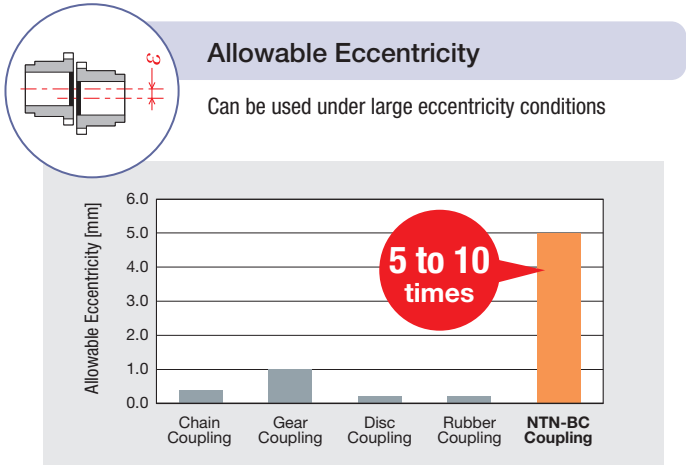 ε
Allowable Eccentricity
Can be used under large eccentricity conditions
Allowable Eccentricity [mm]
6.0
5.0
4.0
3.0
2.0
1.0
0.0
5 to 10
times
Chain
Coupling
Gear
Coupling
Disc
Coupling
Rubber
Coupling
NTN-BC
Coupling